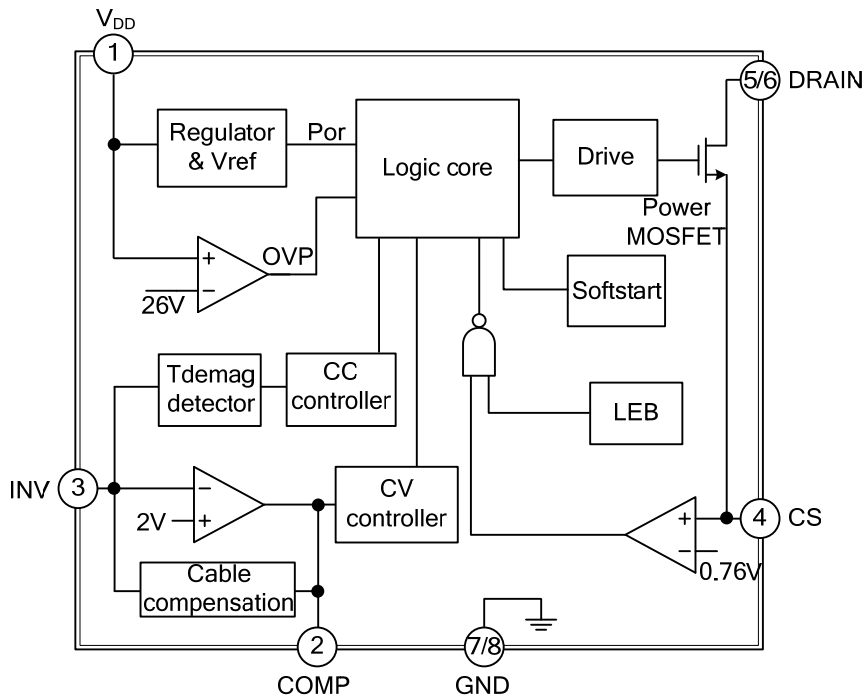 VDD
1
5/6 DRAIN
Regulator
& Vref
Por
Logic core
Drive
Power
MOSFET
OVP
+
−
26V
Softstart
Tdemag
detector
CC
controller
LEB
INV 3
−
+
2V
CV
controller
+
−
4 CS
0.76V
Cable
compensation
2
COMP
7/8
GND